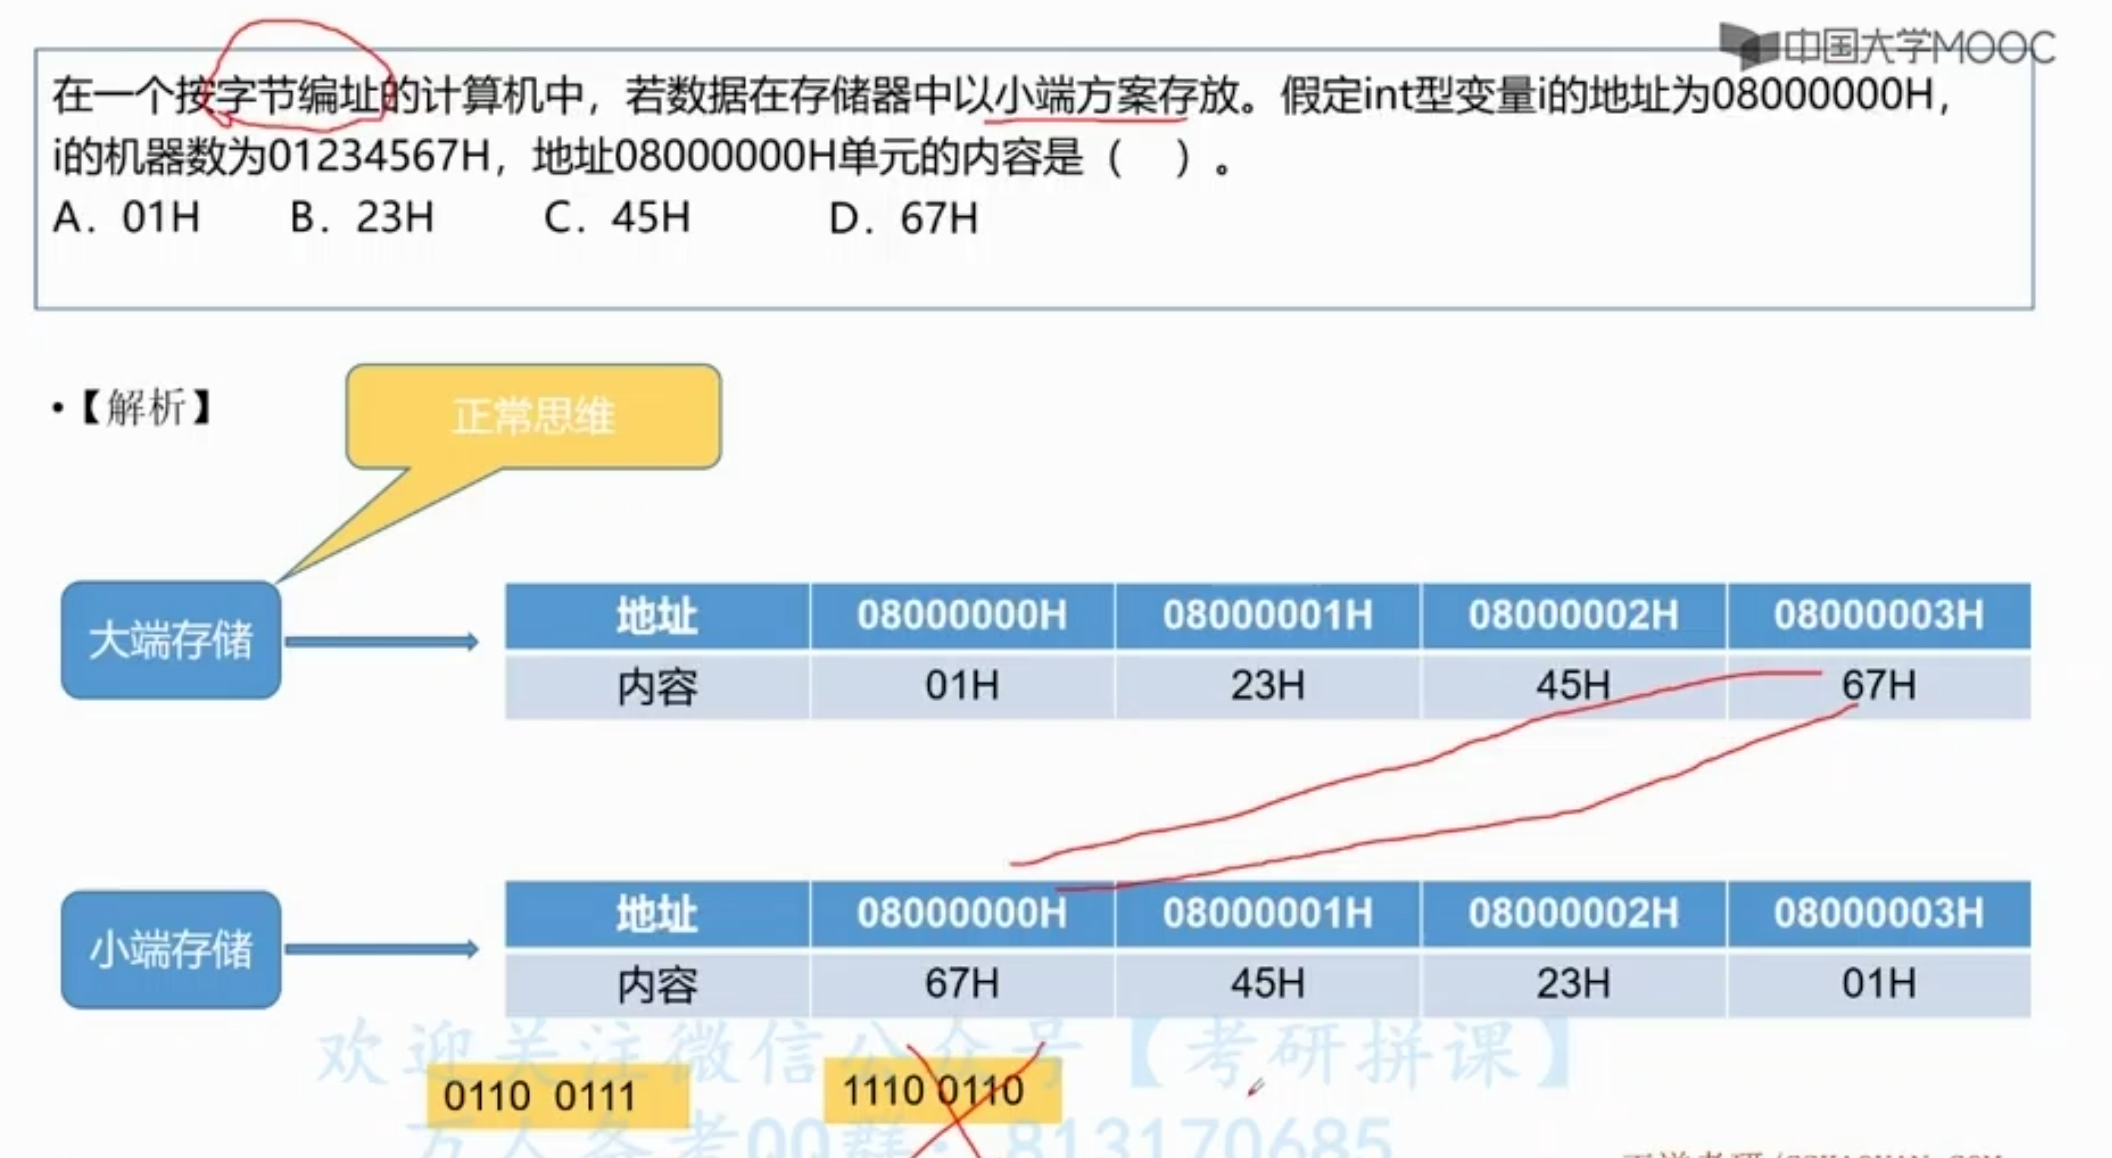 中国大学MOOC
在一个按字节编址的计算机中，若数据在存储器中以小端方案存放。假定int型变量i的地址为08000000H，
i的机器数为01234567H，地址08000000H单元的内容是（　）。
A. 01H B. 23H C. 45H D. 67H
•【解析】
正常思维
大端存储
地址 08000000H 08000001H 08000002H 08000003H
内容 01H 23H 45H 67H
小端存储
地址 08000000H 08000001H 08000002H 08000003H
内容 67H 45H 23H 01H
欢迎关注微信公众号【考研拼课】
0110 0111 1110 0110
万人备考QQ群：813170685